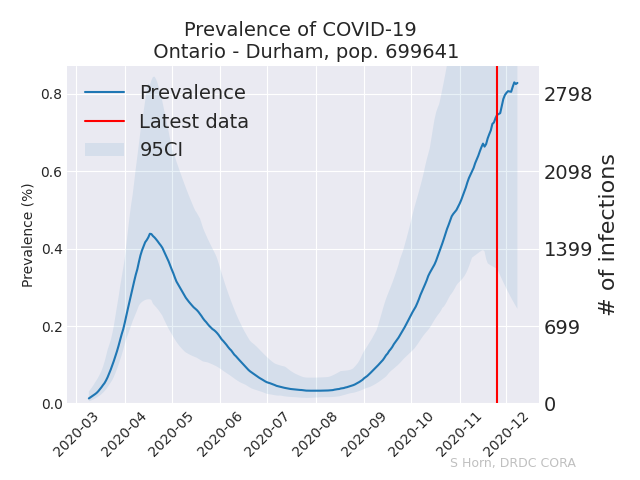 Prevalence of COVID-19
Ontario - Durham, pop. 699641
Prevalence
Latest data
95CI
Prevalence (%)
0.8
0.6
0.4
0.2
0.0
2798
2098
1399
699
0
# of infections
2020-03
2020-04
2020-05
2020-06
2020-07
2020-08
2020-09
2020-10
2020-11
2020-12
S Horn, DRDC CORA